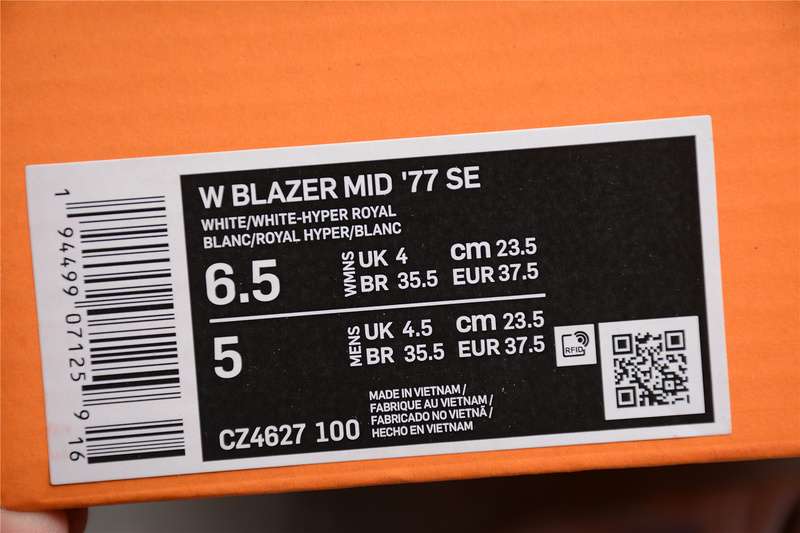 W BLAZER MID '77 SE
WHITE/WHITE-HYPER ROYAL
BLANC/ROYAL HYPER/BLANC
6.5 WMNS UK 4 cm 23.5
BR 35.5 EUR 37.5
5 MENS UK 4.5 cm 23.5
BR 35.5 EUR 37.5
RFID
MADE IN VIETNAM /
FABRIQUE AU VIETNAM /
FABRICADO NO VIETNÃ /
HECHO EN VIETNAM
CZ4627 100
1 94499 07125 9 16